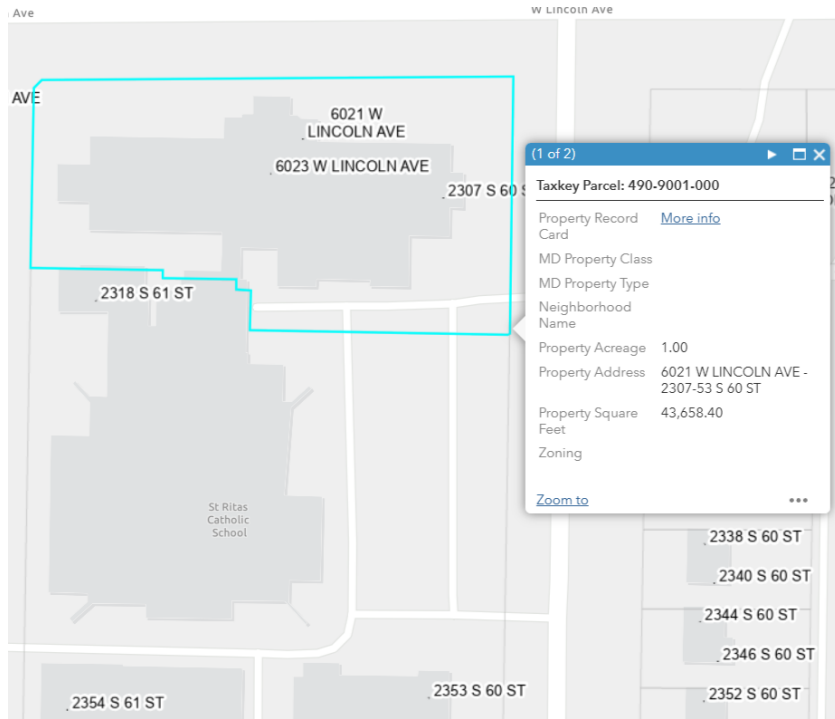 Ave
W Lincoln Ave
AVE
6021 W
LINCOLN AVE
6023 W LINCOLN AVE
2307 S 60 S
2318 S 61 ST
(1 of 2)
Taxkey Parcel: 490-9001-000
Property Record
Card
More info
MD Property Class
MD Property Type
Neighborhood
Name
Property Acreage 1.00
Property Address 6021 W LINCOLN AVE -
2307-53 S 60 ST
Property Square
Feet
43,658.40
Zoning
Zoom to
•••
St Ritas
Catholic
School
2338 S 60 ST
2340 S 60 ST
2344 S 60 ST
2346 S 60 ST
2352 S 60 ST
2353 S 60 ST
2354 S 61 ST